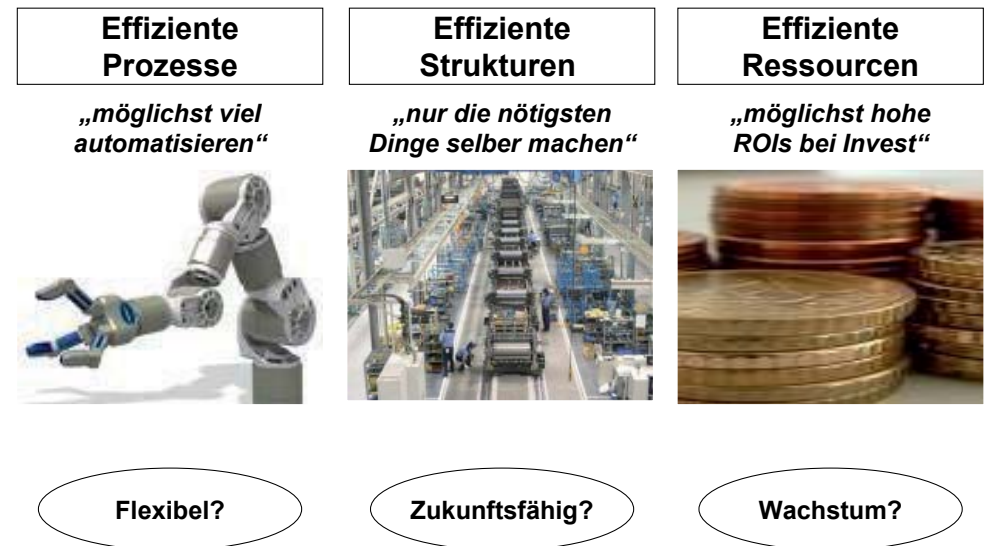 Effiziente
Prozesse
„möglichst viel
automatisieren“
Effiziente
Strukturen
„nur die nötigsten
Dinge selber machen“
Effiziente
Ressourcen
„möglichst hohe
ROIs bei Invest“
Flexibel?
Zukunftsfähig?
Wachstum?